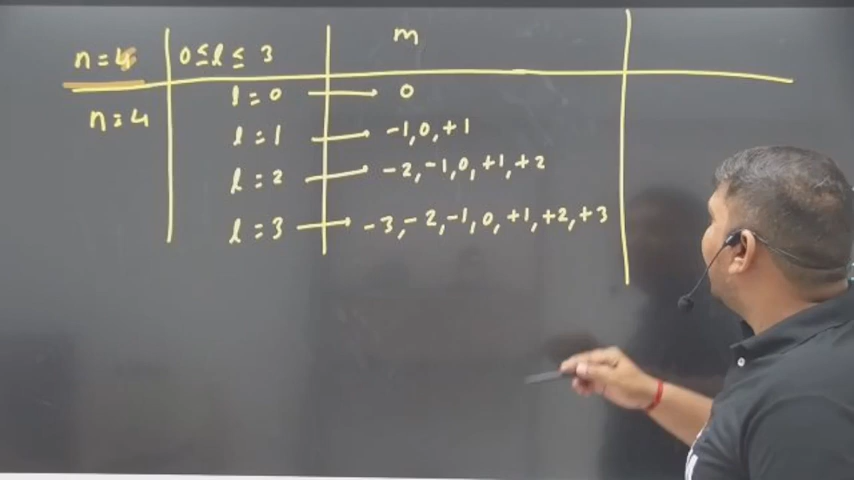 n = 4 0 ≤ l ≤ 3 m
n = 4 l = 0 → 0
l = 1 → -1, 0, +1
l = 2 → -2, -1, 0, +1, +2
l = 3 → -3, -2, -1, 0, +1, +2, +3